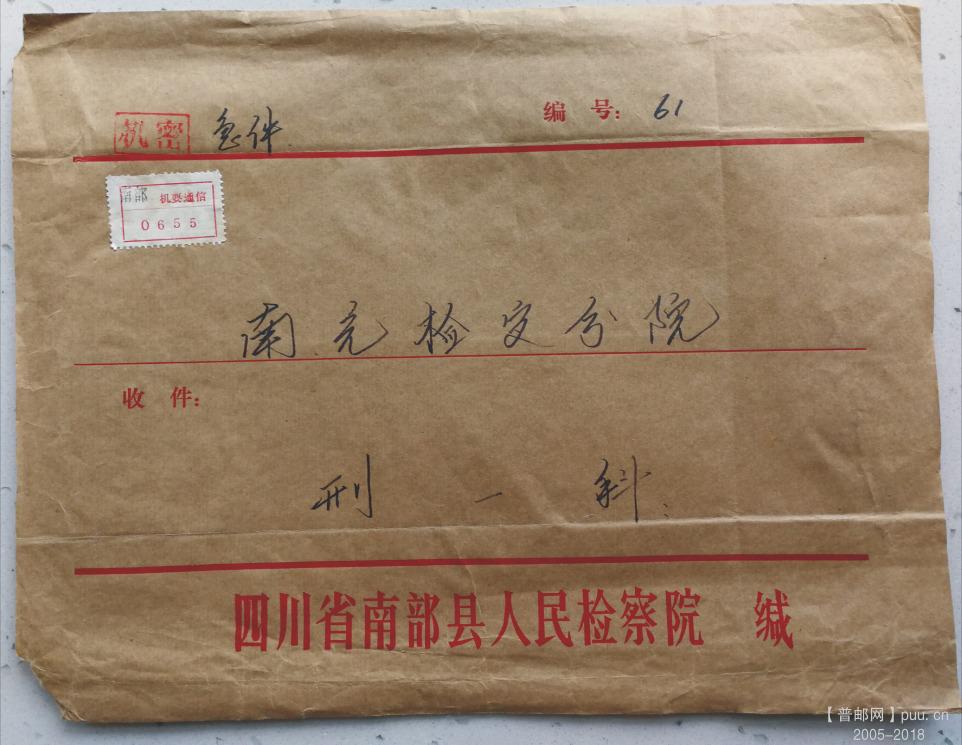 机密 急件
编 号: 61
南部 机要通信
0655
南充检察分院
收 件:
刑一科
四川省南部县人民检察院 缄
【普邮网】puu.cn
2005-2018